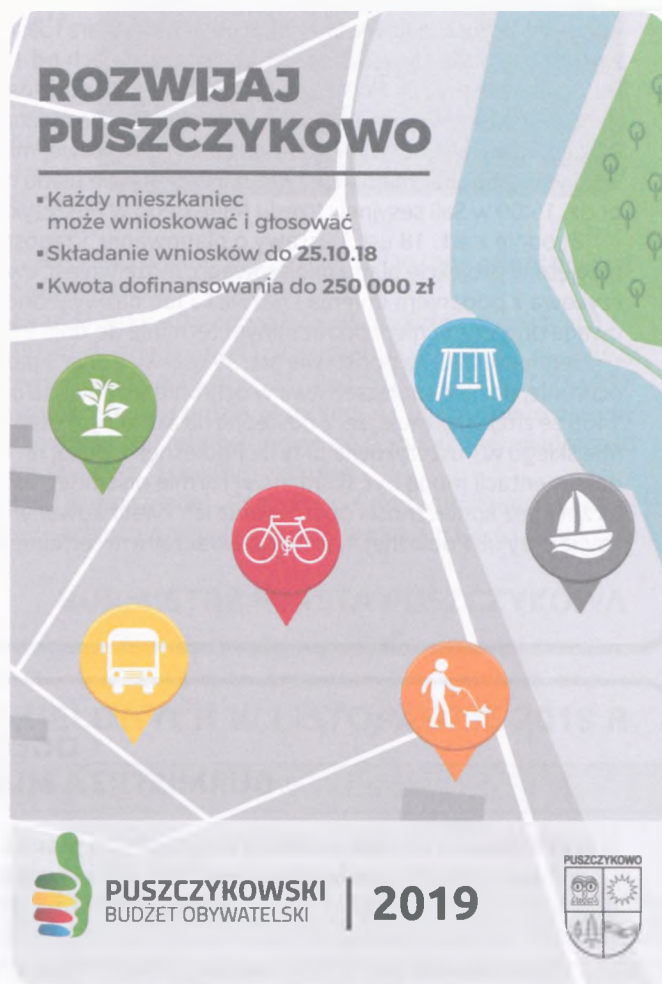 ROZWIJAJ
PUSZCZYKOWO
▪ Każdy mieszkaniec
może wnioskować i głosować
▪ Składanie wniosków do 25.10.18
▪ Kwota dofinansowania do 250 000 zł
PUSZCZYKOWSKI
BUDŻET OBYWATELSKI
2019
PUSZCZYKOWO